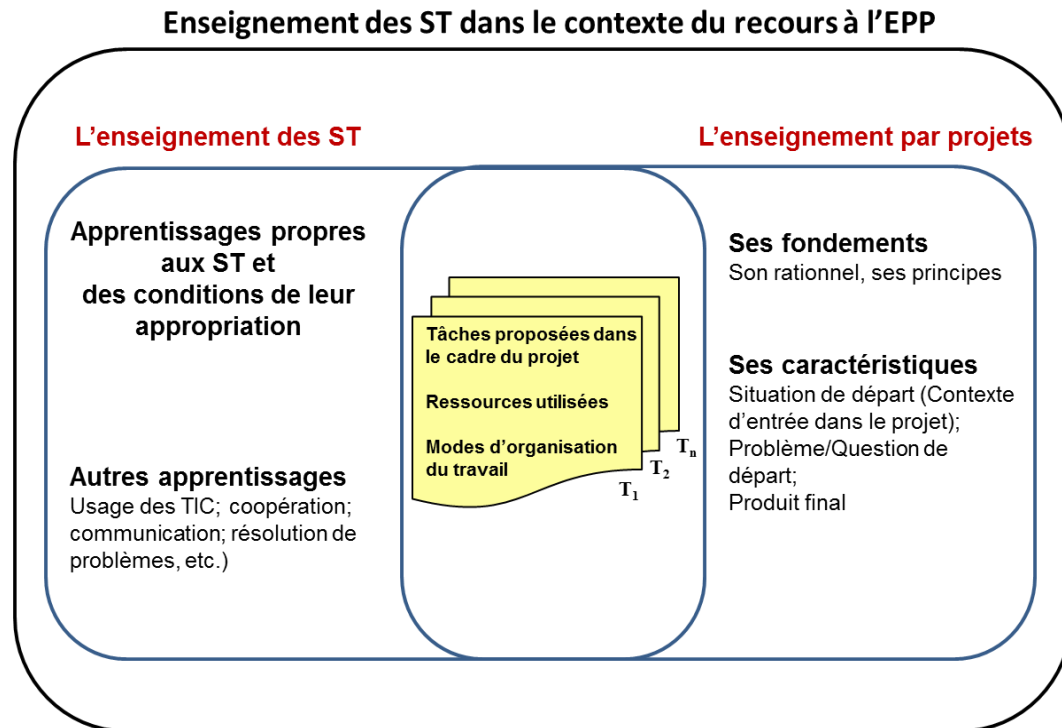 Enseignement des ST dans le contexte du recours à l'EPP
L'enseignement des ST
L'enseignement par projets
Apprentissages propres
aux ST et
des conditions de leur
appropriation
Autres apprentissages
Usage des TIC; coopération;
communication; résolution de
problèmes, etc.)
Tâches proposées dans
le cadre du projet
Ressources utilisées
Modes d'organisation
du travail
T1
T2
Tn
Ses fondements
Son rationnel, ses principes
Ses caractéristiques
Situation de départ (Contexte
d'entrée dans le projet);
Problème/Question de
départ;
Produit final